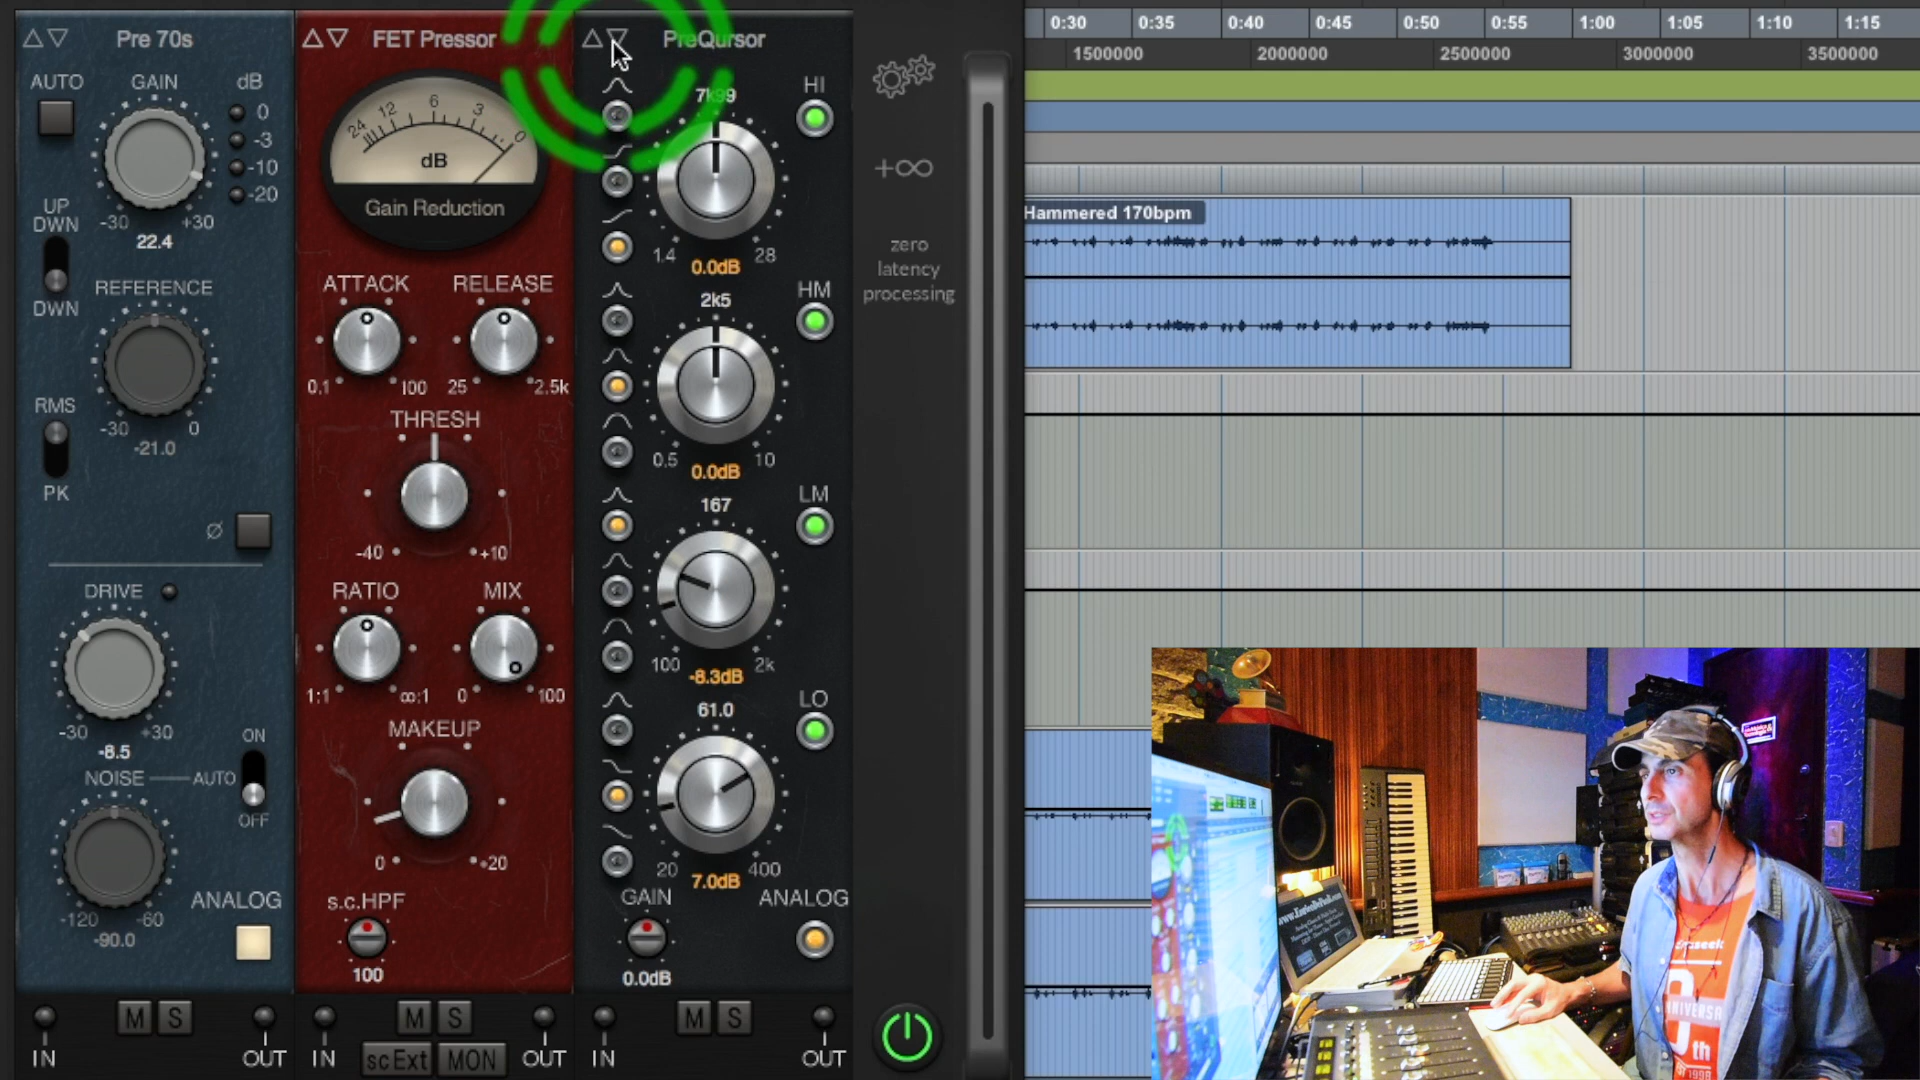 Pre 70s
AUTO
GAIN
dB
0
-3
-10
-20
-30
+30
22.4
UP
DWN
DWN
REFERENCE
-30
0
-21.0
RMS
PK
Ø
DRIVE
-30
+30
-8.5
ON
NOISE
AUTO
OFF
-120
-60
-90.0
ANALOG
M
S
IN
OUT
FET Pressor
24
12
6
3
0
dB
Gain Reduction
ATTACK
RELEASE
0.1
100
25
2.5k
THRESH
-40
+10
RATIO
MIX
1:1
∞:1
0
100
MAKEUP
0
+20
s.c.HPF
100
M
S
IN
scExt
MON
OUT
PreQursor
HI
7k99
1.4
28
0.0dB
HM
2k5
0.5
10
0.0dB
LM
167
100
2k
-8.3dB
LO
61.0
20
400
7.0dB
GAIN
ANALOG
0.0dB
M
S
IN
OUT
+∞
zero
latency
processing
0:30
0:35
0:40
0:45
0:50
0:55
1:00
1:05
1:10
1:15
1500000
2000000
2500000
3000000
3500000
Hammered 170bpm